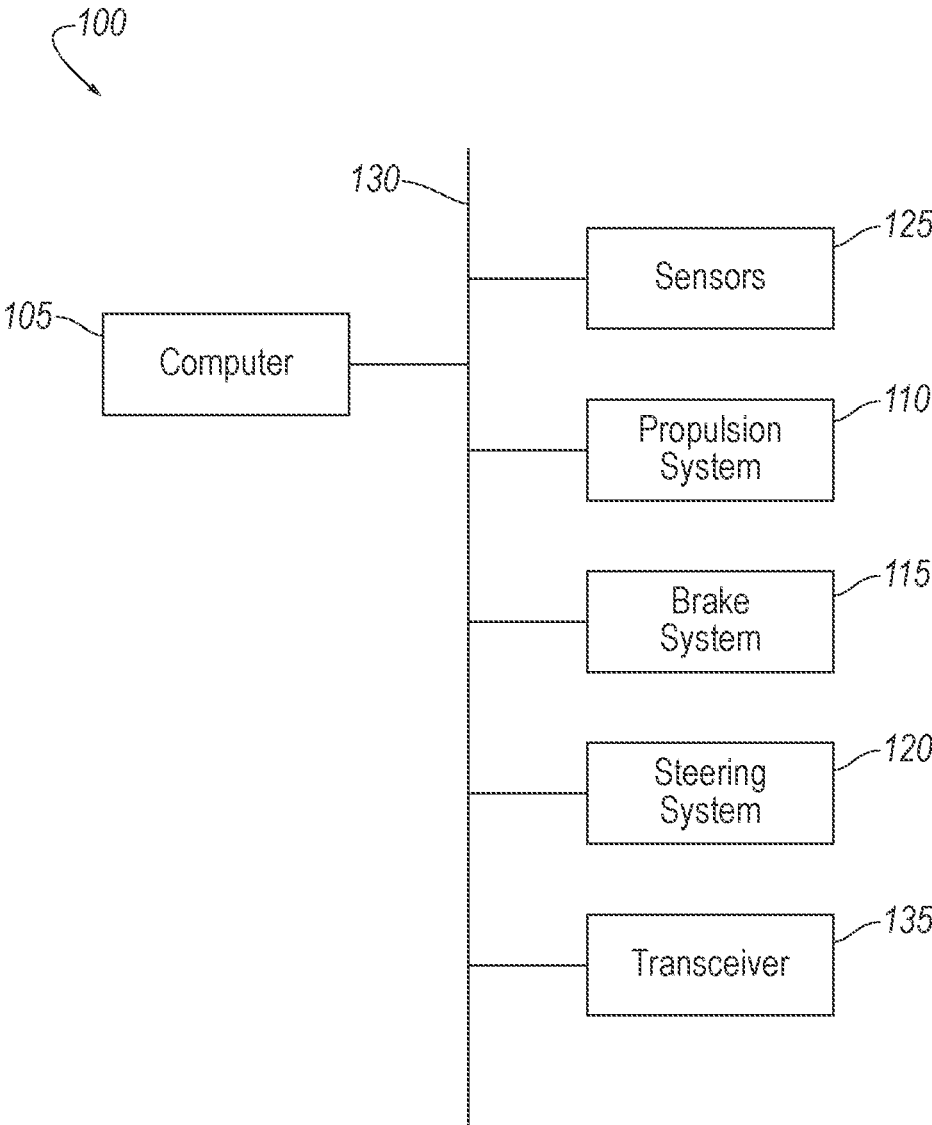 100
130
125
Sensors
105
Computer
110
Propulsion
System
115
Brake
System
120
Steering
System
135
Transceiver